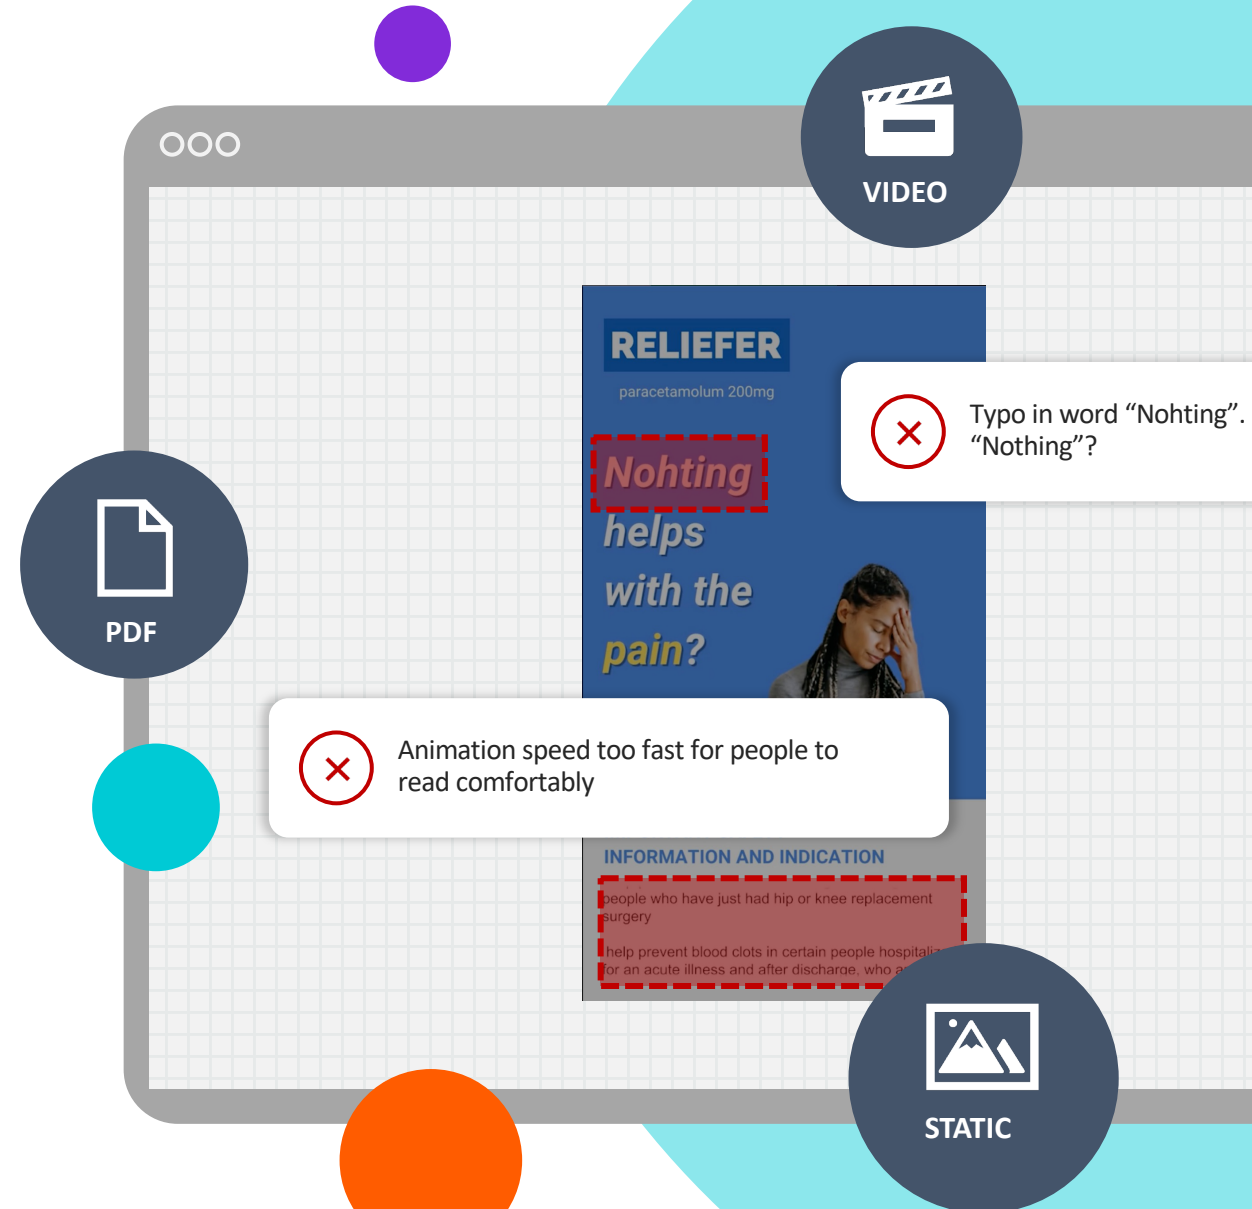 VIDEO
RELIEFER
paracetamolum 200mg
Typo in word “Nohting”.
“Nothing”?
Nohting
helps
with the
pain?
PDF
Animation speed too fast for people to
read comfortably
INFORMATION AND INDICATION
people who have just had hip or knee replacement
surgery
help prevent blood clots in certain people
for an acute illness and after discharge, who
STATIC